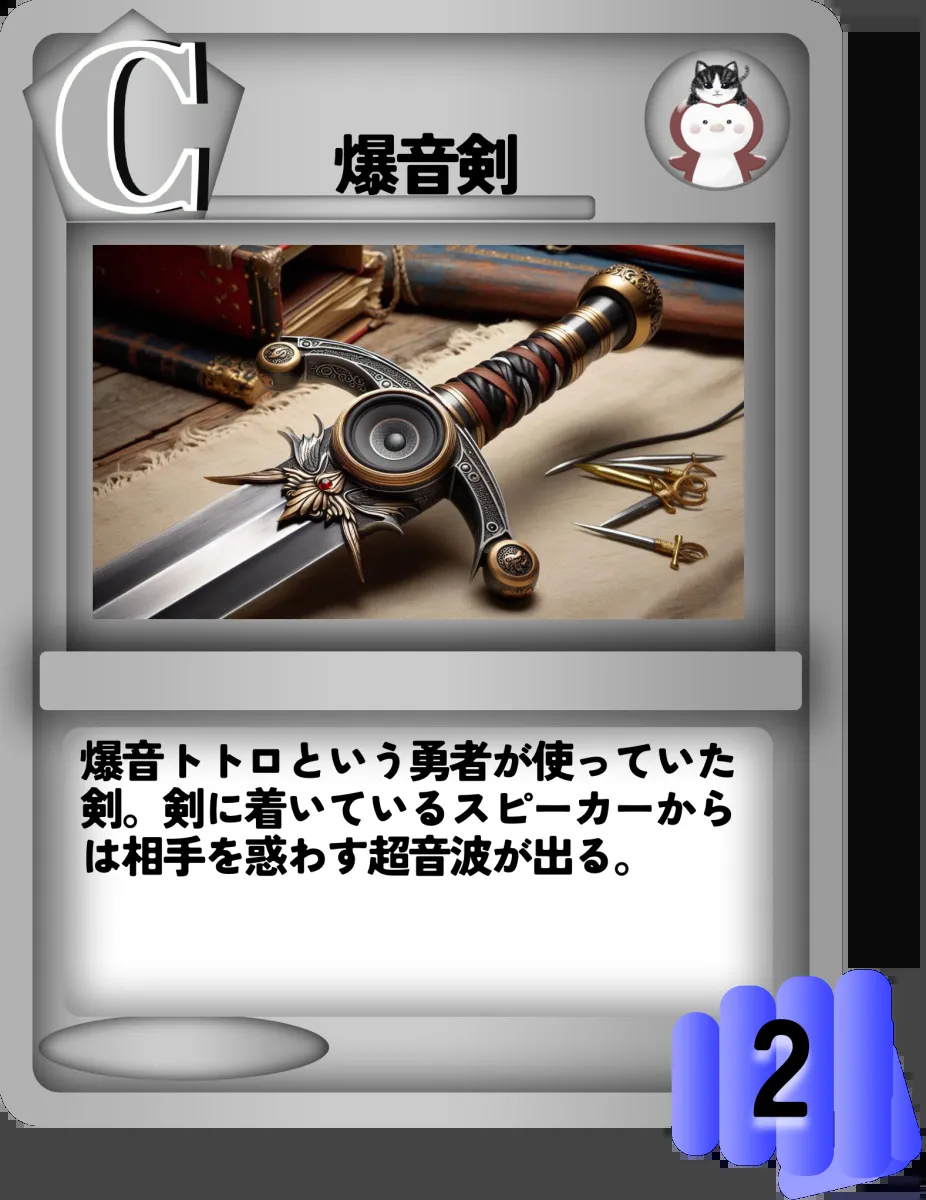 C
爆音剣
爆音トトロという勇者が使っていた
剣。剣に着いているスピーカーから
は相手を惑わす超音波が出る。
2